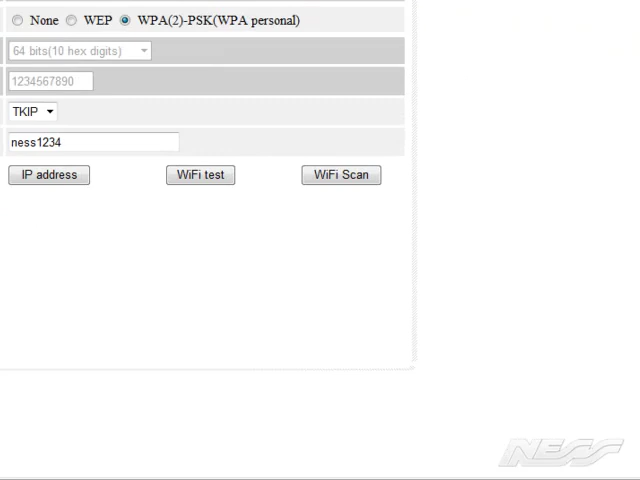 None WEP WPA(2)-PSK(WPA personal)
64 bits(10 hex digits)
1234567890
TKIP
ness1234
IP address WiFi test WiFi Scan
NESS